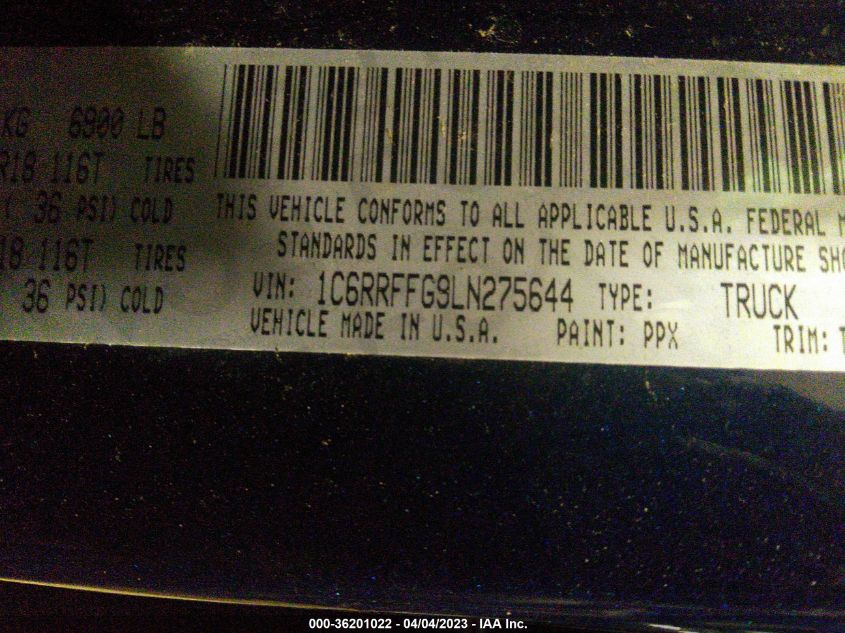 KG 6900 LB
R18 116T TIRES
( 36 PSI) COLD
18 116T TIRES
36 PSI) COLD
THIS VEHICLE CONFORMS TO ALL APPLICABLE U.S.A. FEDERAL M
STANDARDS IN EFFECT ON THE DATE OF MANUFACTURE SHO
VIN: 1C6RRFFG9LN275644 TYPE: TRUCK
VEHICLE MADE IN U.S.A. PAINT: PPX TRIM: T
000-36201022 - 04/04/2023 - IAA Inc.